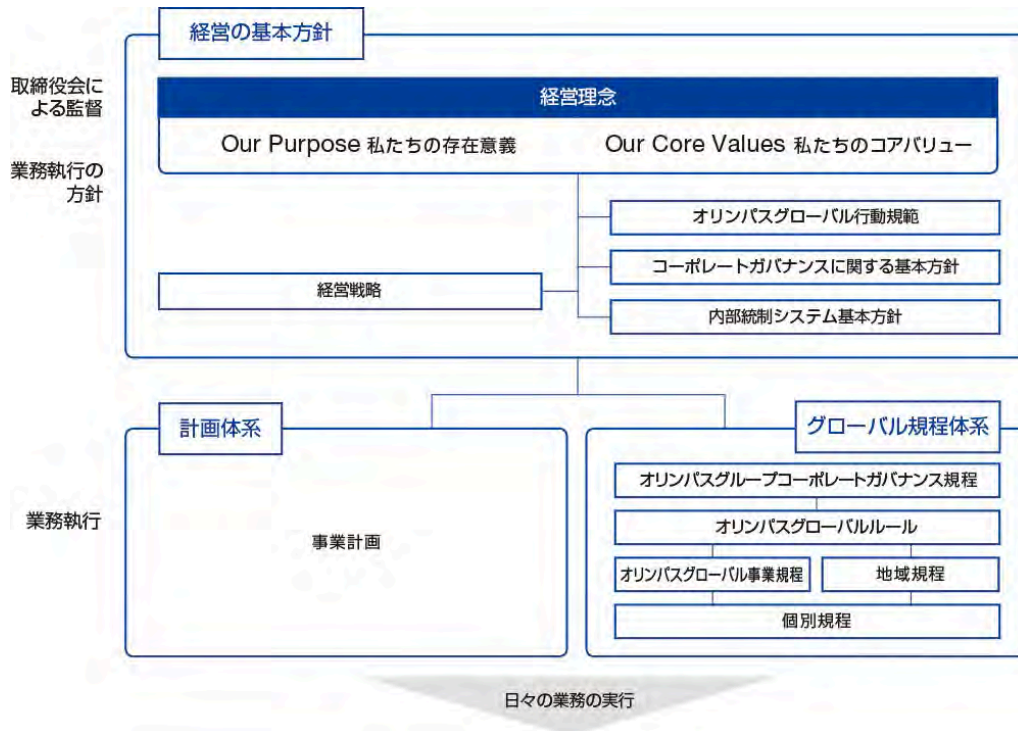 経営の基本方針
取締役会に
よる監督
経営理念
Our Purpose 私たちの存在意義
Our Core Values 私たちのコアバリュー
業務執行の
方針
オリンパスグローバル行動規範
コーポレートガバナンスに関する基本方針
経営戦略
内部統制システム基本方針
計画体系
グローバル規程体系
オリンパスグループコーポレートガバナンス規程
業務執行
オリンパスグローバルルール
事業計画
オリンパスグローバル事業規程
地域規程
個別規程
日々の業務の実行